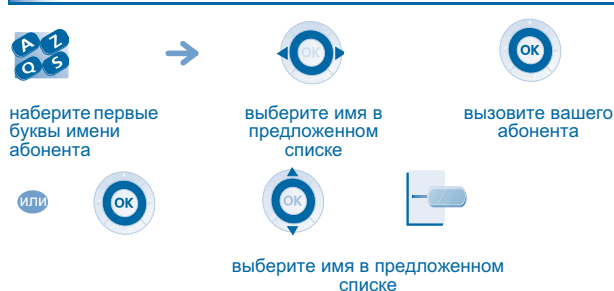 A Z
Q S
OK
OK
наберите первые
буквы имени
абонента
выберите имя в
предложенном
списке
вызовите вашего
абонента
или
OK
OK
выберите имя в предложенном
списке